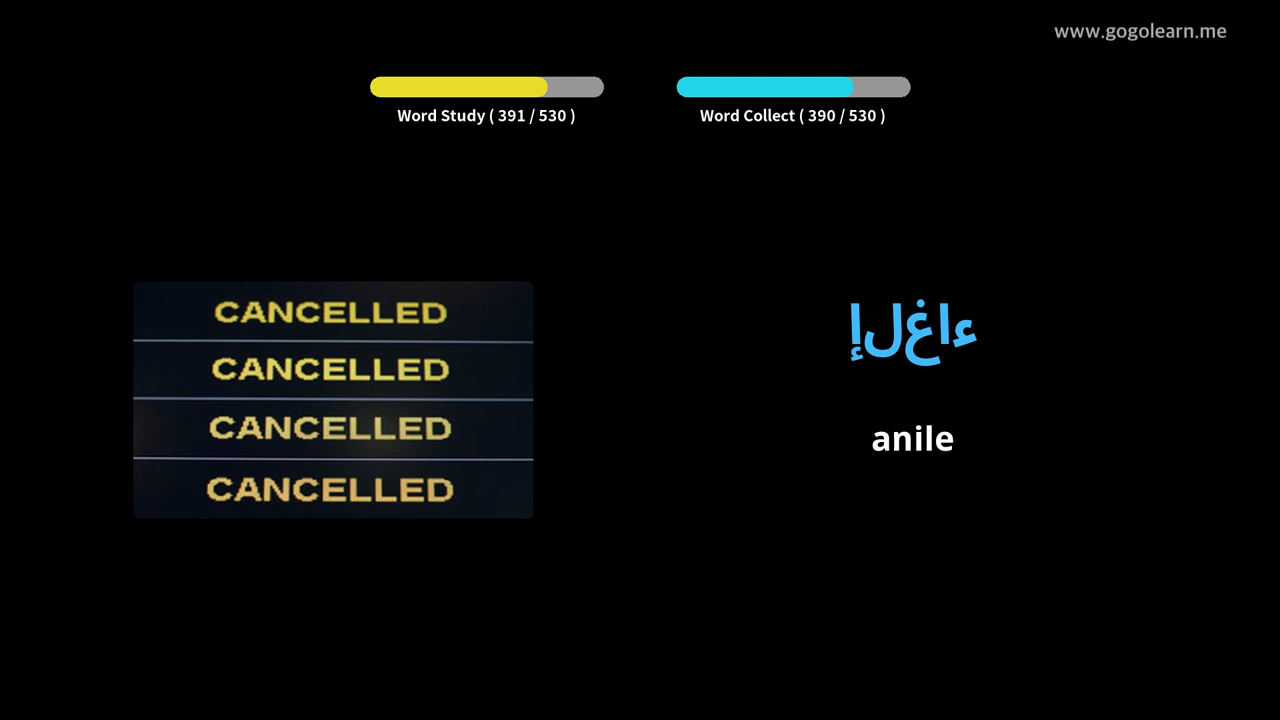 www.gogolearn.me
Word Study ( 391 / 530 )
Word Collect ( 390 / 530 )
CANCELLED
CANCELLED
CANCELLED
CANCELLED
إلغاء
anile